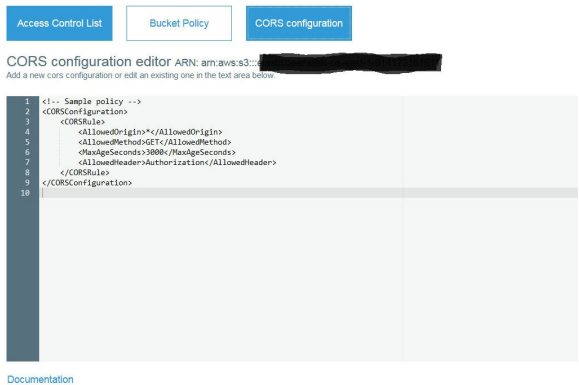 Access Control List
Bucket Policy
CORS configuration
CORS configuration editor ARN: arn:aws:s3:::
Add a new cors configuration or edit an existing one in the text area below.
1 <!-- Sample policy -->
2 <CORSConfiguration>
3 <CORSRule>
4 <AllowedOrigin>*</AllowedOrigin>
5 <AllowedMethod>GET</AllowedMethod>
6 <MaxAgeSeconds>3000</MaxAgeSeconds>
7 <AllowedHeader>Authorization</AllowedHeader>
8 </CORSRule>
9 </CORSConfiguration>
10
Documentation